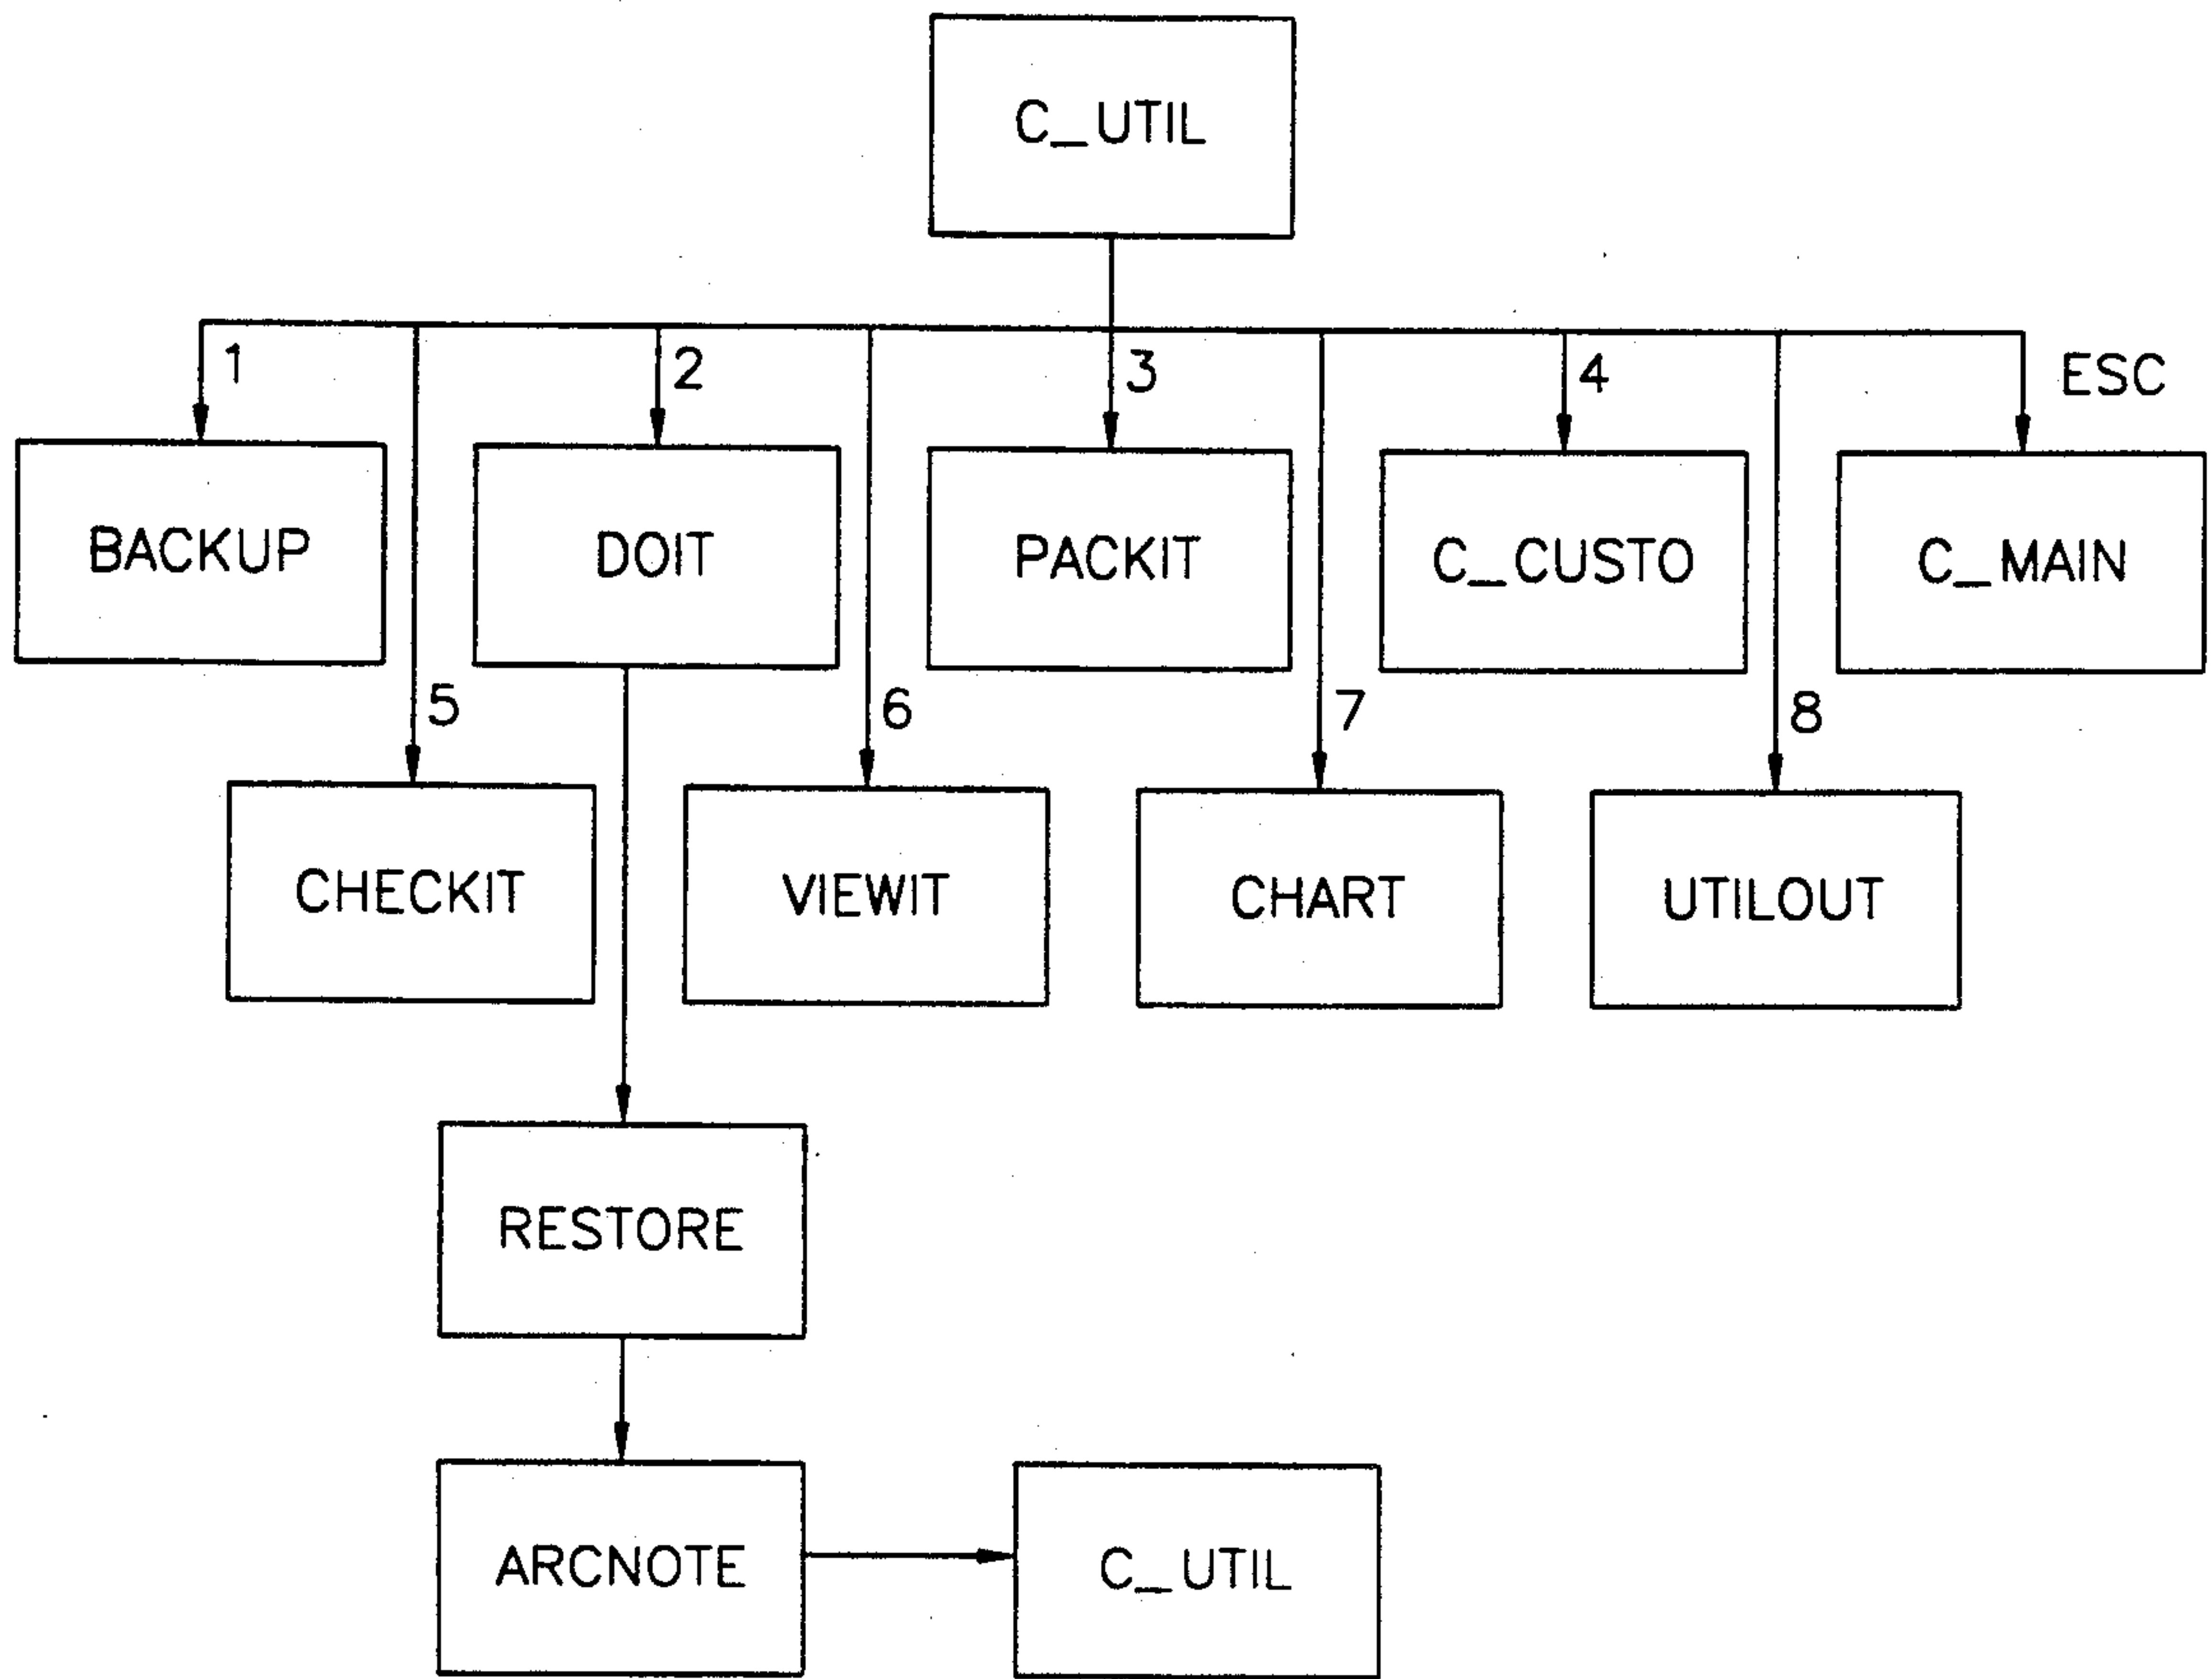 C_UTIL
1
2
3
4
ESC
BACKUP
DOIT
PACKIT
C_CUSTO
C_MAIN
5
6
7
8
CHECKIT
VIEWIT
CHART
UTILOUT
RESTORE
ARCNOTE
C_UTIL